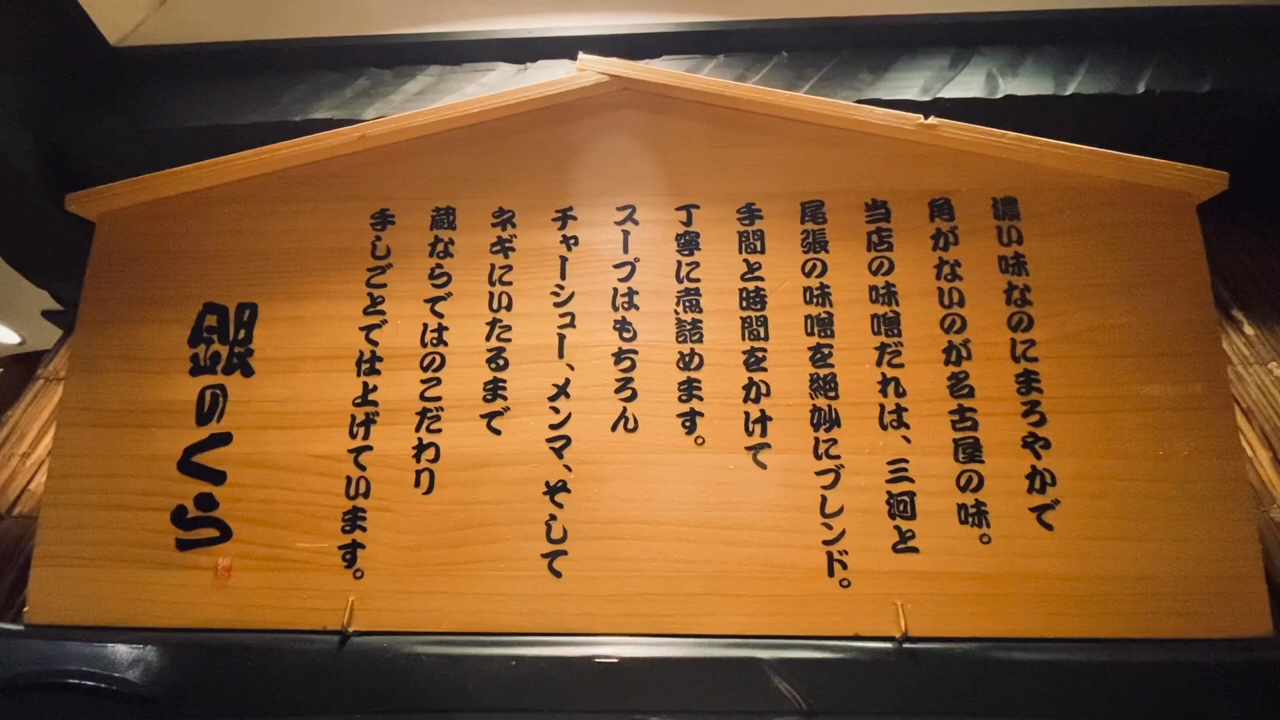 濃い味なのにまろやかで
角がないのが名古屋の味。
当店の味噌だれは、三河と
尾張の味噌を絶妙にブレンド。
手間と時間をかけて
丁寧に煮詰めます。
スープはもちろん
チャーシュー、メンマ、そして
ネギにいたるまで
蔵ならではのこだわり
手しごとで仕上げています。
銀のくら